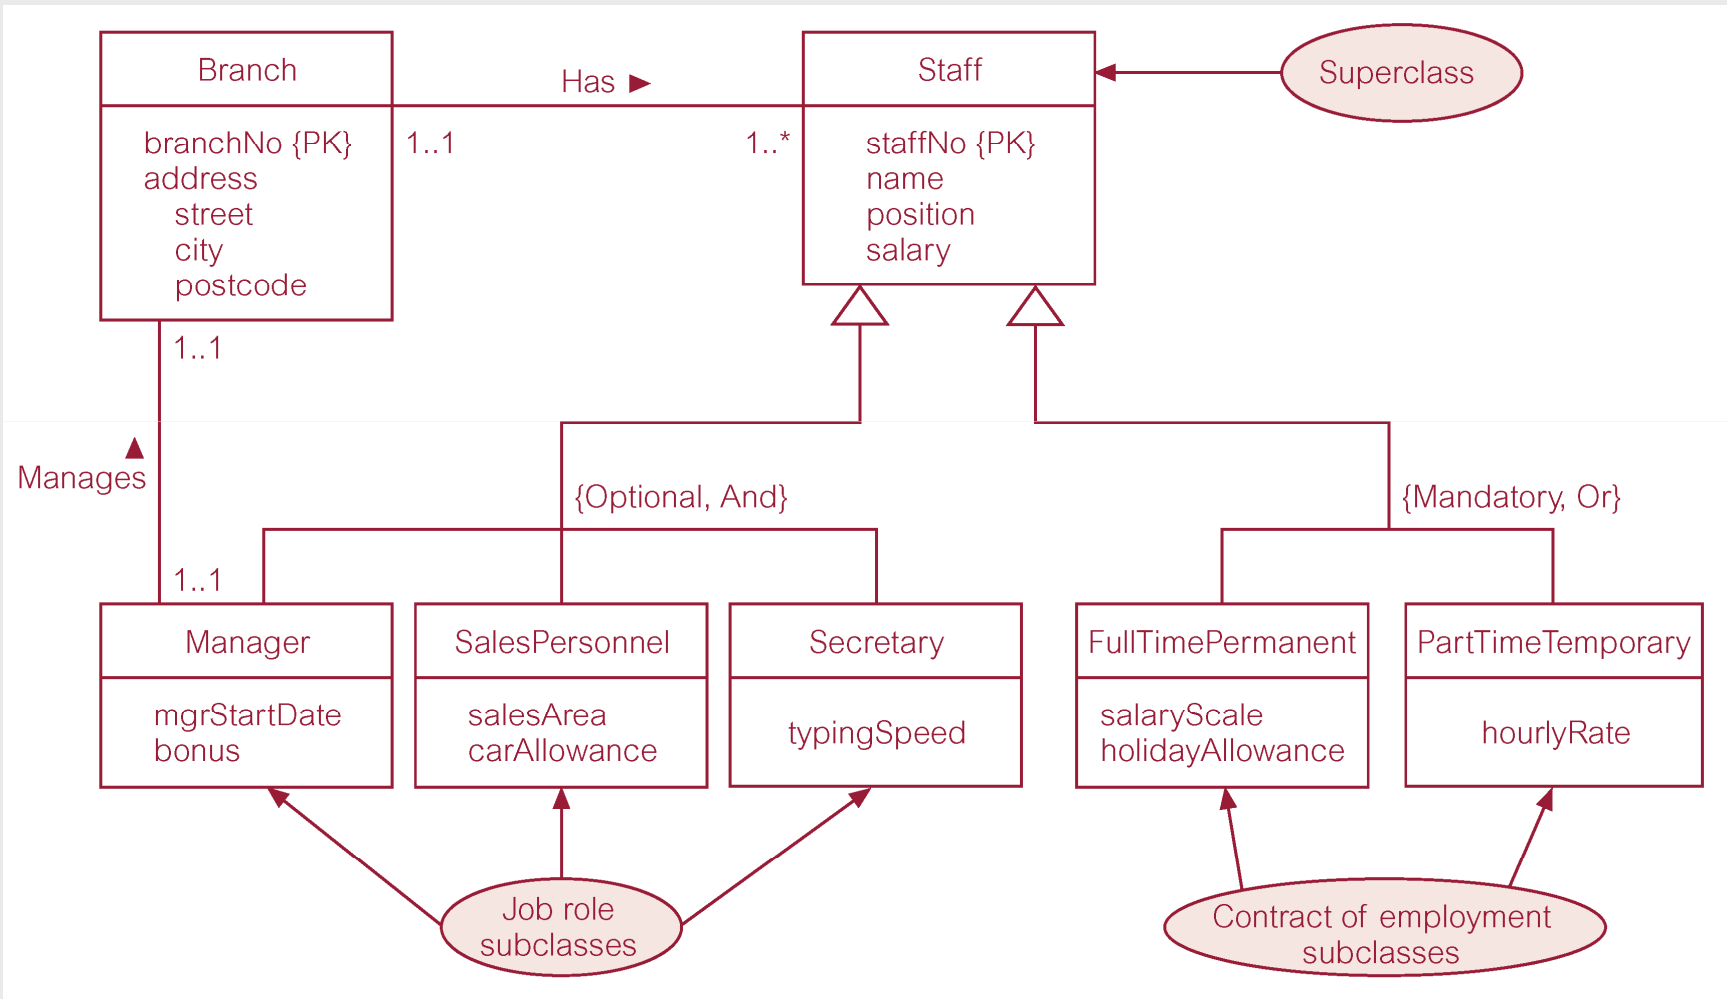 Branch
branchNo {PK}
address
street
city
postcode
Has ►
1..1
1..*
Staff
staffNo {PK}
name
position
salary
Superclass
1..1
▲
Manages
1..1
{Optional, And}
{Mandatory, Or}
Manager
mgrStartDate
bonus
SalesPersonnel
salesArea
carAllowance
Secretary
typingSpeed
FullTimePermanent
salaryScale
holidayAllowance
PartTimeTemporary
hourlyRate
Job role
subclasses
Contract of employment
subclasses